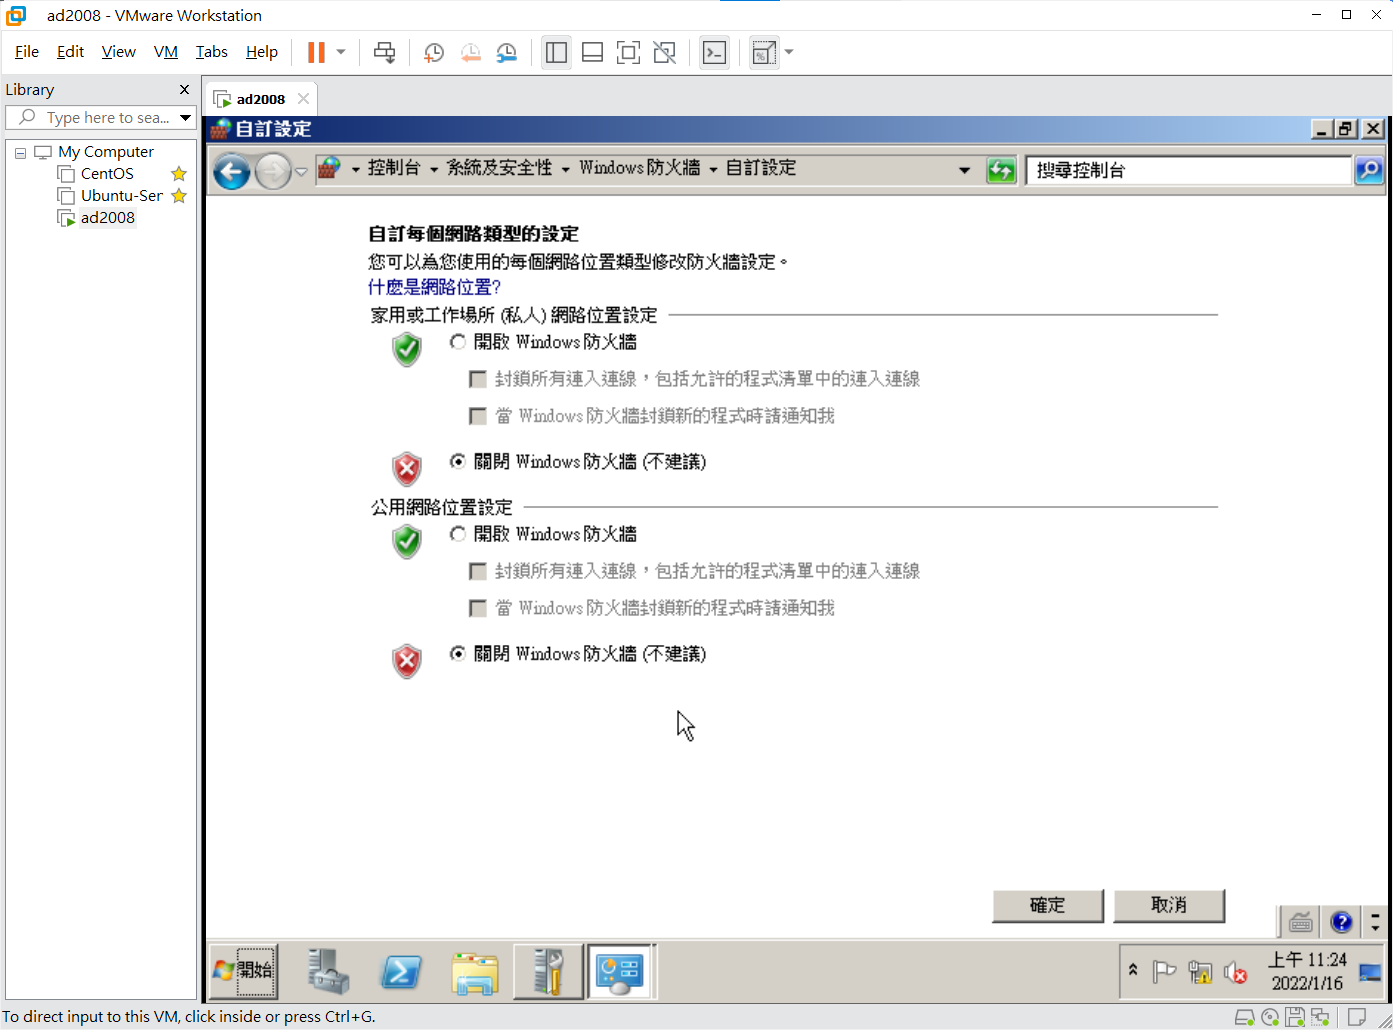 ad2008 - VMware Workstation
File Edit View VM Tabs Help
Library
Type here to sea...
My Computer
CentOS
Ubuntu-Ser
ad2008
ad2008
自訂設定
控制台 系統及安全性 Windows 防火牆 自訂設定
搜尋控制台
自訂每個網路類型的設定
您可以為您使用的每個網路位置類型修改防火牆設定。
什麼是網路位置?
家用或工作場所 (私人) 網路位置設定
開啟 Windows 防火牆
封鎖所有連入連線，包括允許的程式清單中的連入連線
當 Windows 防火牆封鎖新的程式時請通知我
關閉 Windows 防火牆 (不建議)
公用網路位置設定
開啟 Windows 防火牆
封鎖所有連入連線，包括允許的程式清單中的連入連線
當 Windows 防火牆封鎖新的程式時請通知我
關閉 Windows 防火牆 (不建議)
確定 取消
開始
上午 11:24
2022/1/16
To direct input to this VM, click inside or press Ctrl+G.